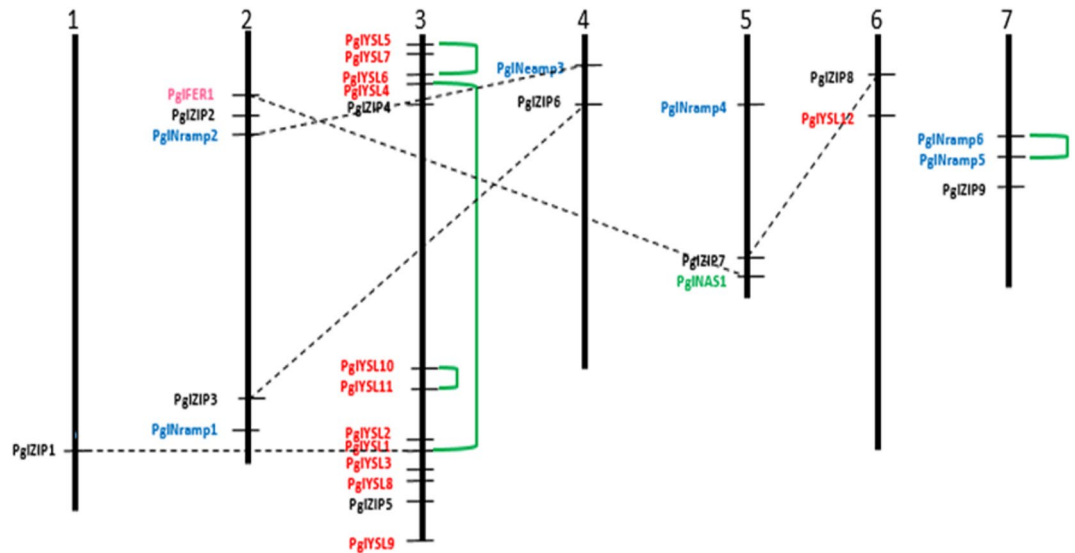 1
2
3
4
5
6
7
PgIZIP1
PgIFER1
PgIZIP2
PgINramp2
PgIZIP3
PgINramp1
PgIYSL5
PgIYSL7
PgIYSL6
PgIYSL4
PgIZIP4
PgIYSL10
PgIYSL11
PgIYSL2
PgIYSL1
PgIYSL3
PgIYSL8
PgIZIP5
PgIYSL9
PgINeamp3
PgIZIP6
PgINramp4
PgIZIP7
PgINAS1
PgIZIP8
PgIYSL12
PgINramp6
PgINramp5
PgIZIP9